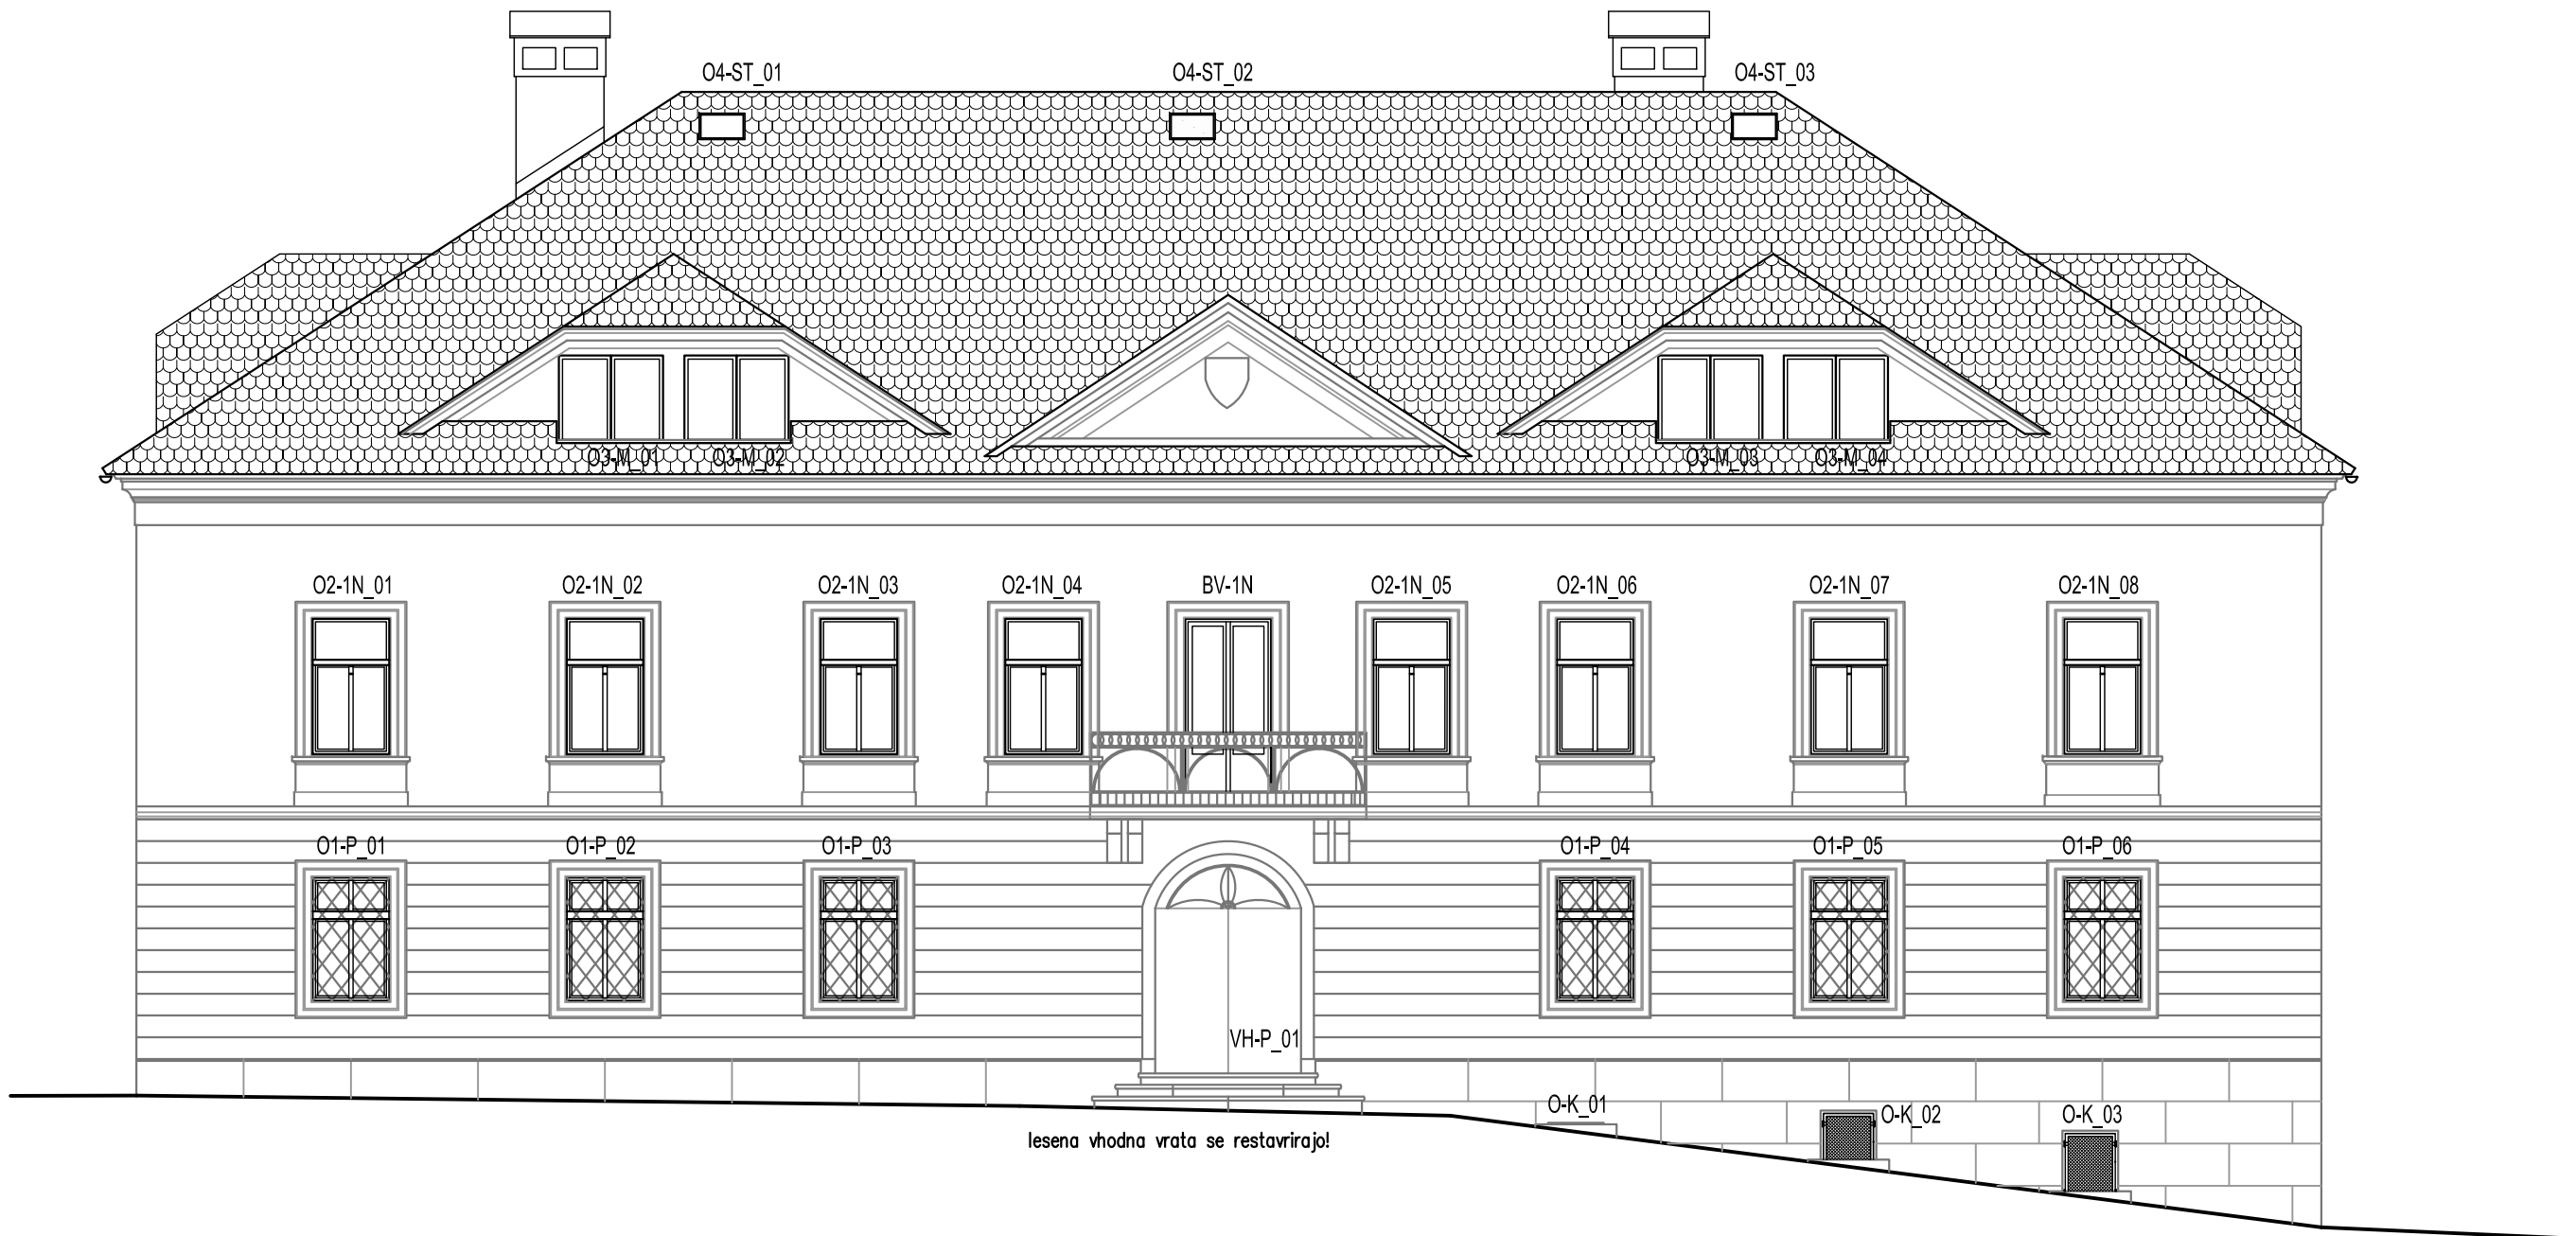 O4-ST_01
O4-ST_02
O4-ST_03
O3-M_01
O3-M_02
O3-M_03
O3-M_04
O2-1N_01
O2-1N_02
O2-1N_03
O2-1N_04
BV-1N
O2-1N_05
O2-1N_06
O2-1N_07
O2-1N_08
O1-P_01
O1-P_02
O1-P_03
O1-P_04
O1-P_05
O1-P_06
VH-P_01
O-K_01
O-K_02
O-K_03
lesena vhodna vrata se restavrirajo!